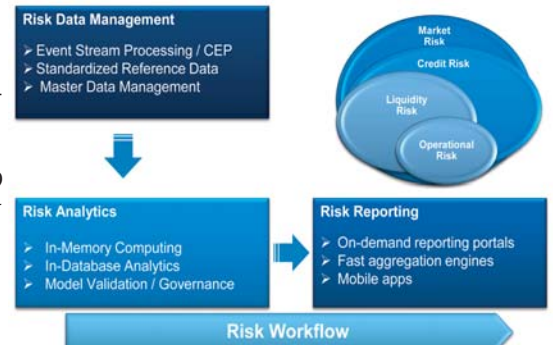 Risk Data Management
➢ Event Stream Processing / CEP
➢ Standardized Reference Data
➢ Master Data Management
Market
Risk
Credit Risk
Liquidity
Risk
Operational
Risk
Risk Analytics
➢ In-Memory Computing
➢ In-Database Analytics
➢ Model Validation / Governance
Risk Reporting
➢ On-demand reporting portals
➢ Fast aggregation engines
➢ Mobile apps
Risk Workflow